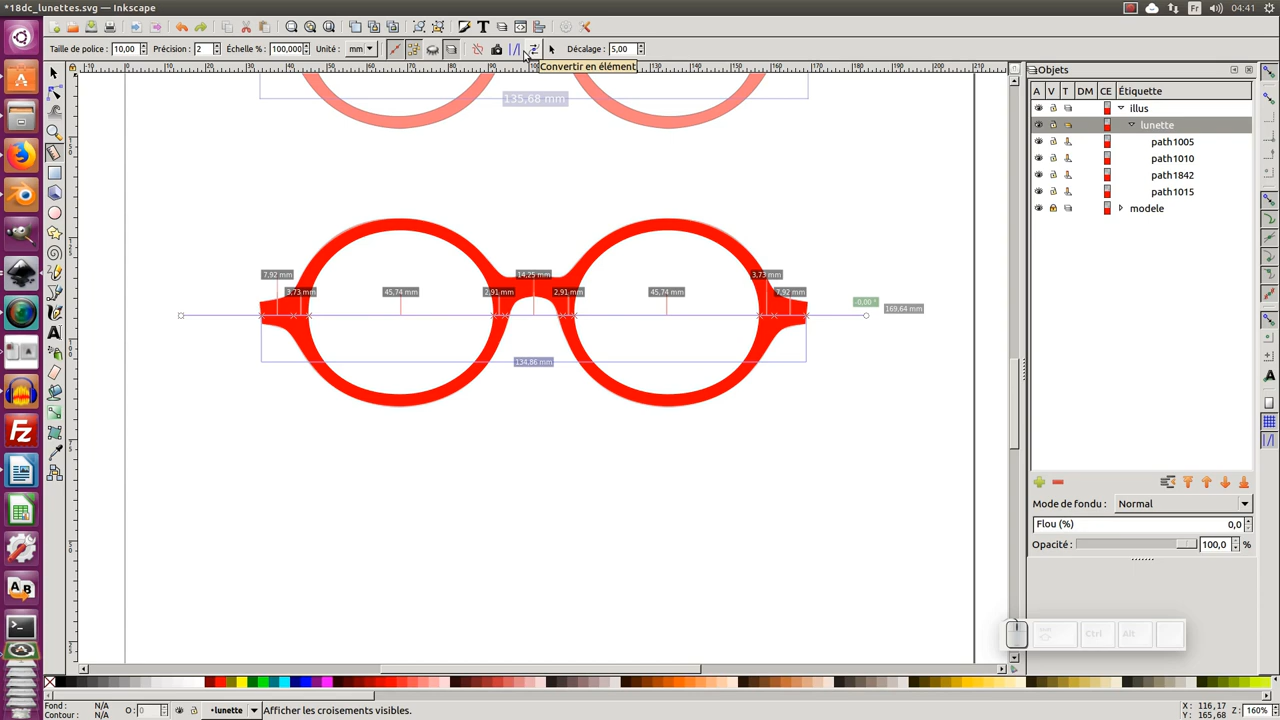 *18dc_lunettes.svg — Inkscape
Fr 04:41
Taille de police : 10,00 Précision : 2 Échelle % : 100,000 Unité : mm Décalage : 5,00
Convertir en élément
Objets
A V T DM CE Étiquette
illus
lunette
path1005
path1010
path1842
path1015
modele
135,68 mm
7,92 mm 14,25 mm 3,73 mm
3,73 mm 45,74 mm 2,91 mm 2,91 mm 45,74 mm 7,92 mm
-0,00 ° 169,64 mm
134,86 mm
Mode de fondu : Normal
Flou (%) 0,0
Opacité : 100,0 %
Ctrl Alt
Fond : N/A
Contour : N/A
O: 0
•lunette
Afficher les croisements visibles.
X : 116,17
Y : 165,68
Z : 160%